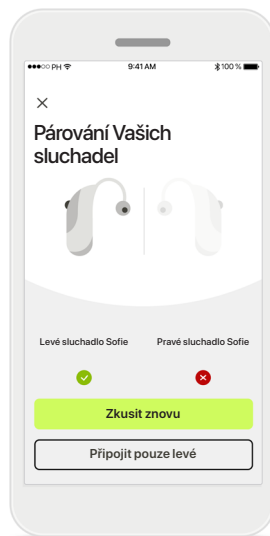 PH 9:41 AM 100 %
Párování Vašich
sluchadel
Levé sluchadlo Sofie Pravé sluchadlo Sofie
Zkusit znovu
Připojit pouze levé